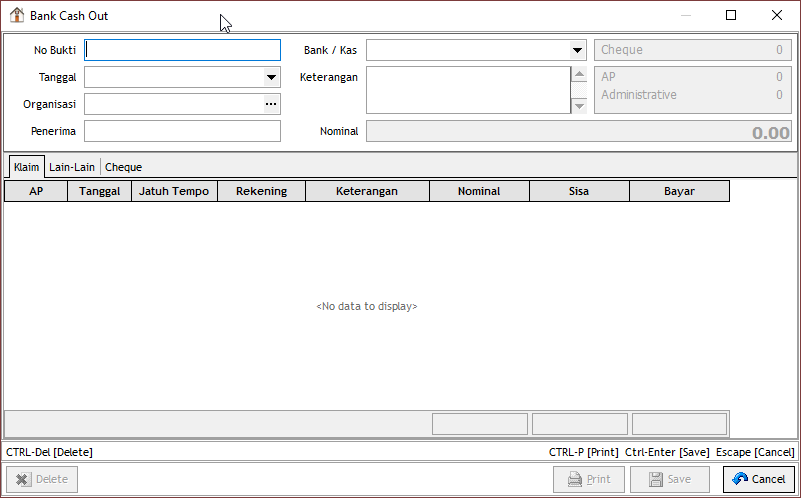 Bank Cash Out
No Bukti
Bank / Kas
Cheque 0
Tanggal
Keterangan
AP 0
Organisasi
Administrative 0
Penerima
Nominal
0.00
Klaim Lain-Lain Cheque
AP Tanggal Jatuh Tempo Rekening Keterangan Nominal Sisa Bayar
<No data to display>
CTRL-Del [Delete] CTRL-P [Print] Ctrl-Enter [Save] Escape [Cancel]
Delete Print Save Cancel